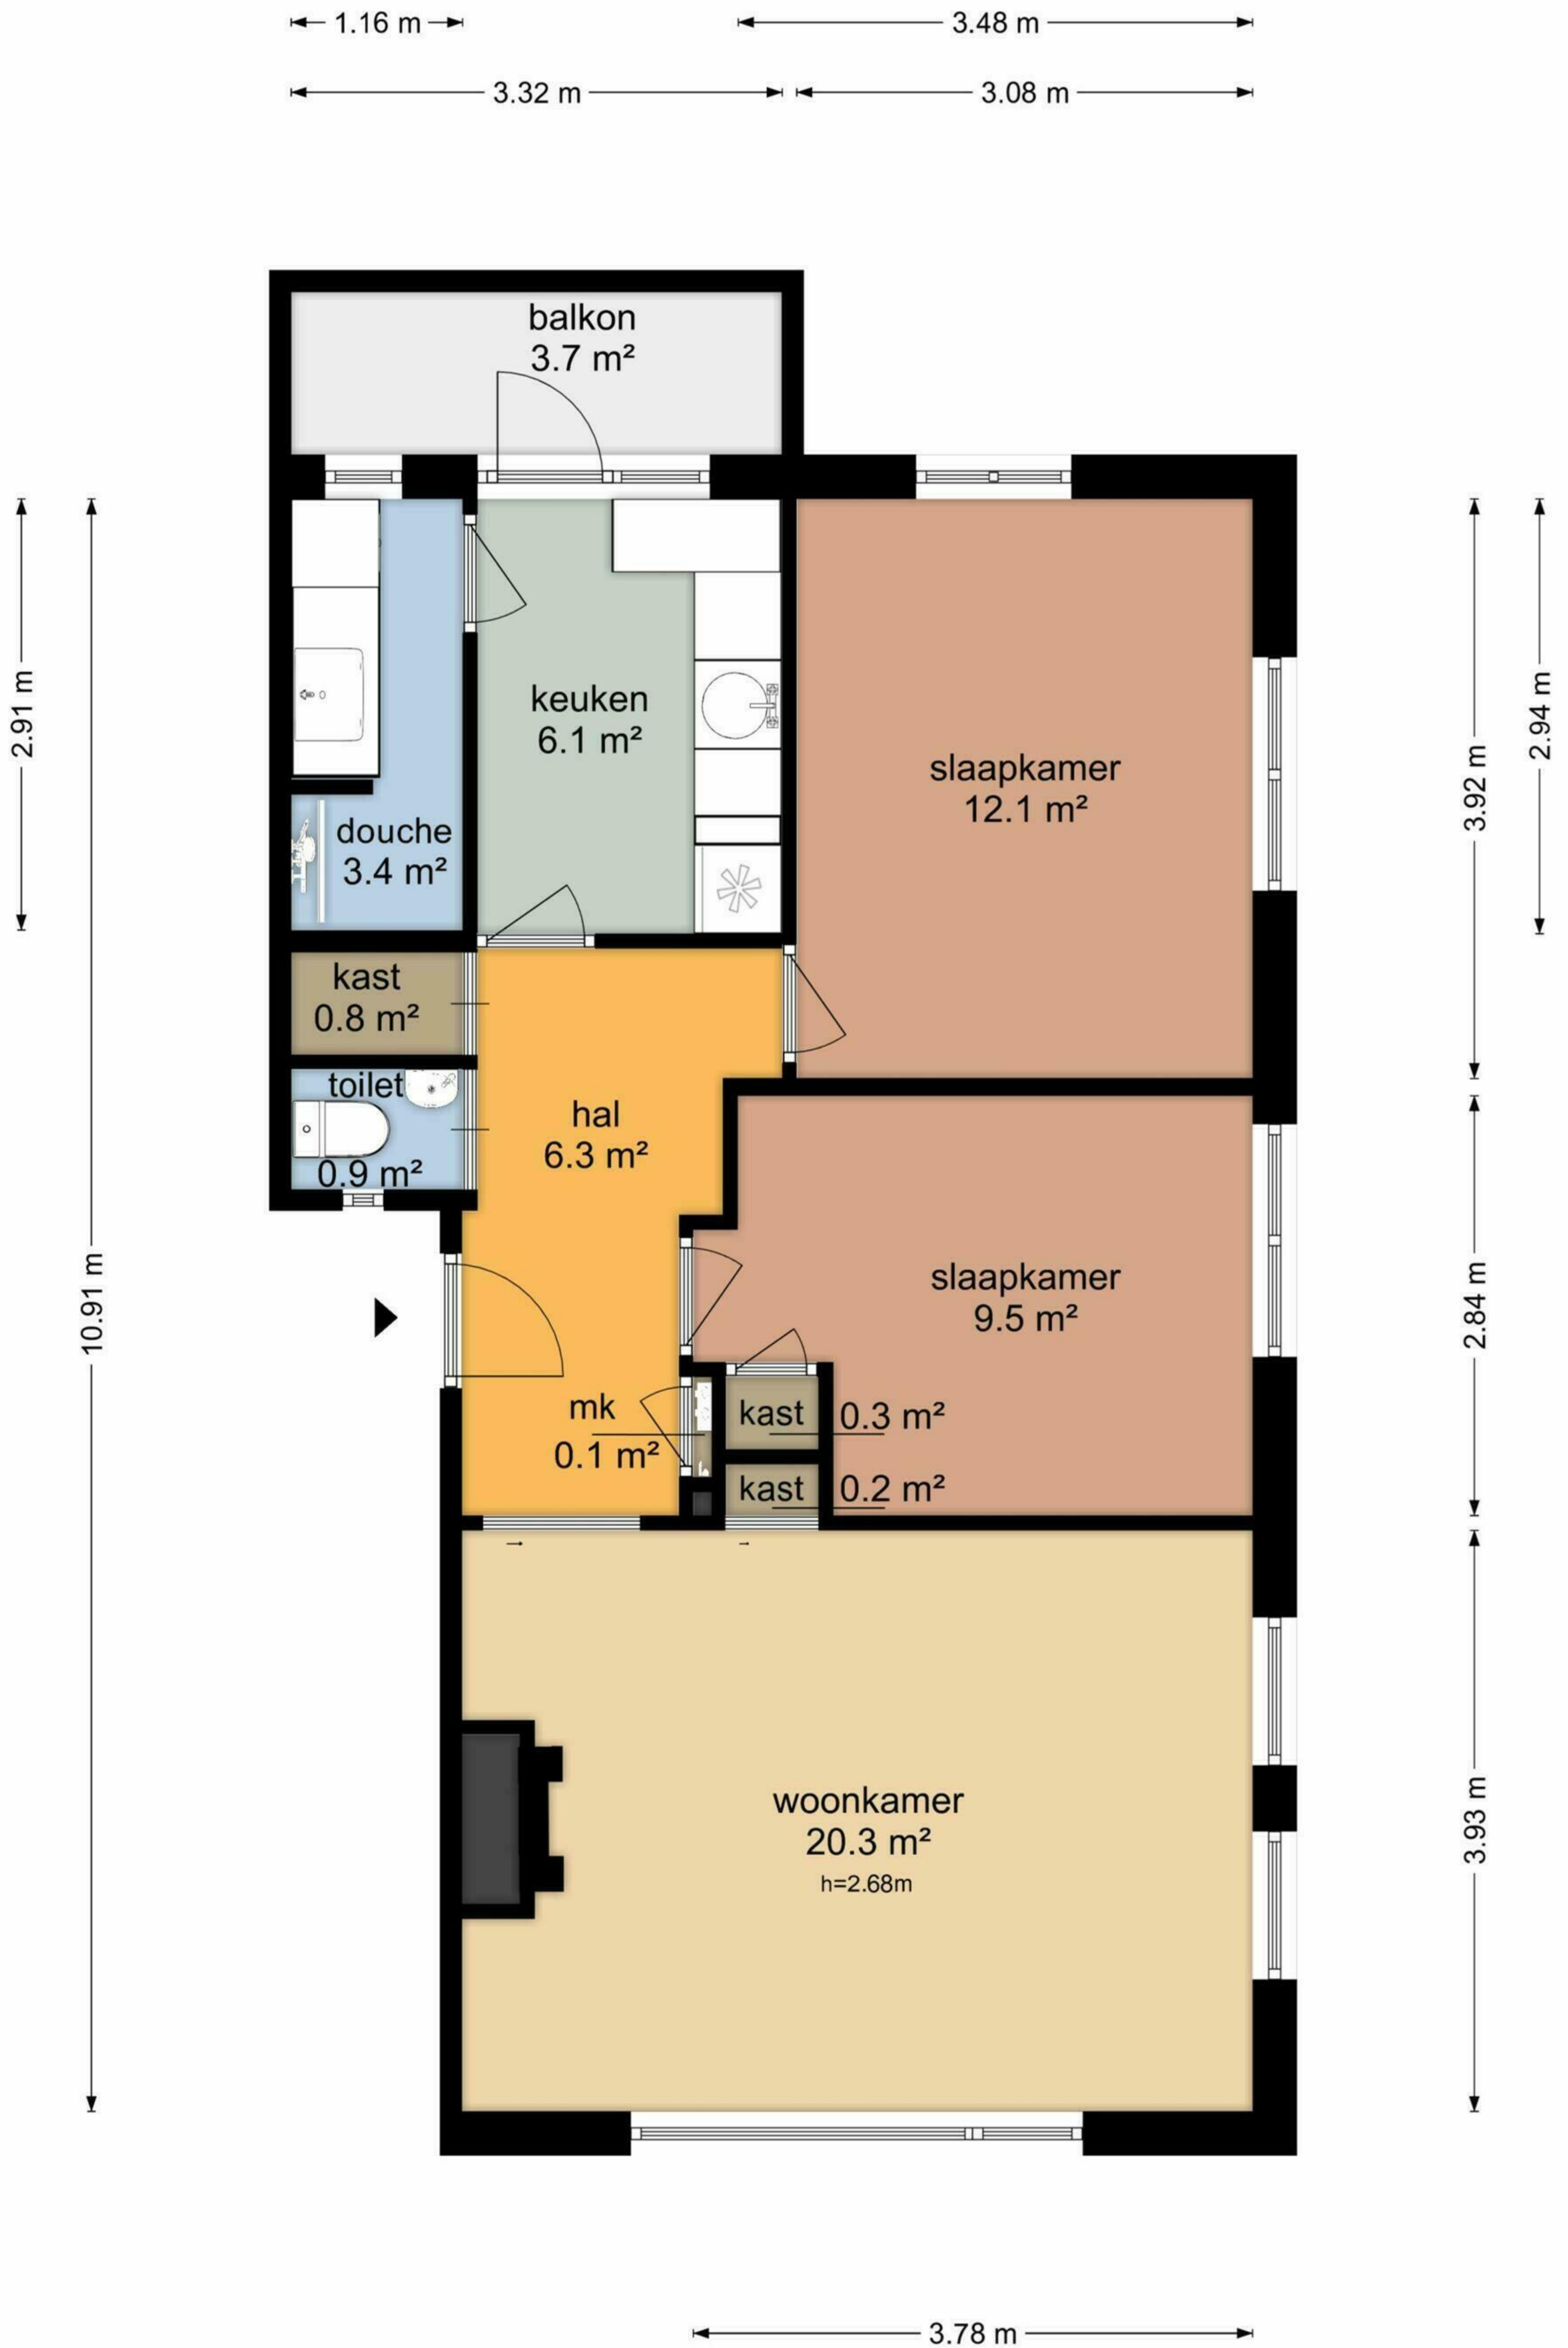 1.16 m
3.48 m
3.32 m
3.08 m
balkon
3.7 m²
2.91 m
10.91 m
keuken
6.1 m²
slaapkamer
12.1 m²
3.92 m
2.94 m
douche
3.4 m²
kast
0.8 m²
toilet
0.9 m²
hal
6.3 m²
slaapkamer
9.5 m²
2.84 m
mk
0.1 m²
kast 0.3 m²
kast 0.2 m²
woonkamer
20.3 m²
h=2.68m
3.93 m
3.78 m